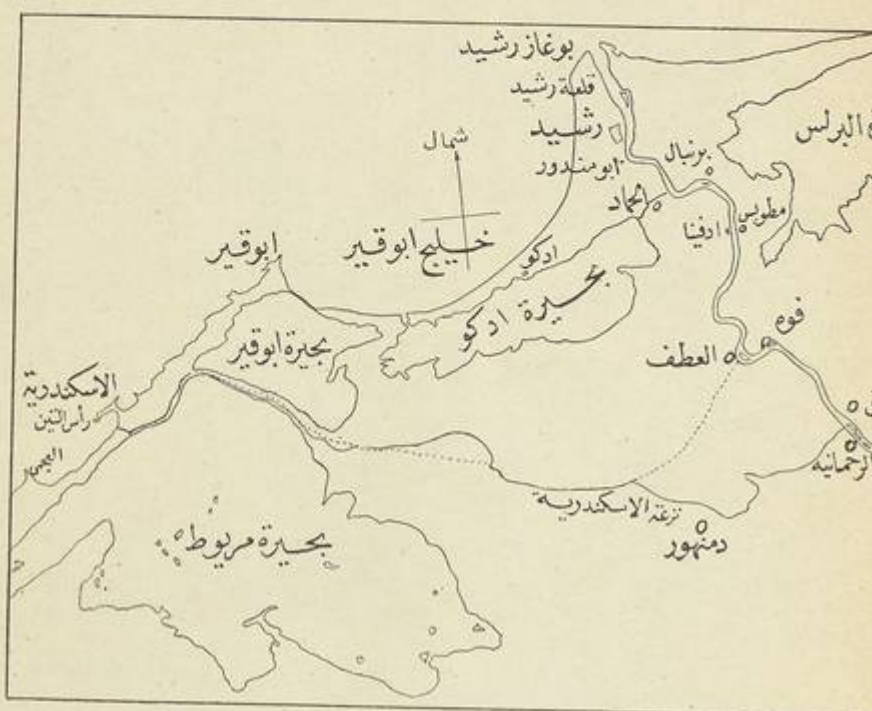 بوغاز رشيد
قلعة رشيد
رشيد
ابو مندور
البرلس
برنبال
شمال
الحماد
مطوبس
ادفينا
خليج ابوقير
ابوقير
ادكو
بحيرة ادكو
فوه
العطف
بحيرة ابوقير
الاسكندرية
رأس التين
العجمى
الرحمانيه
ترعة الاسكندرية
دمنهور
بحيرة مريوط